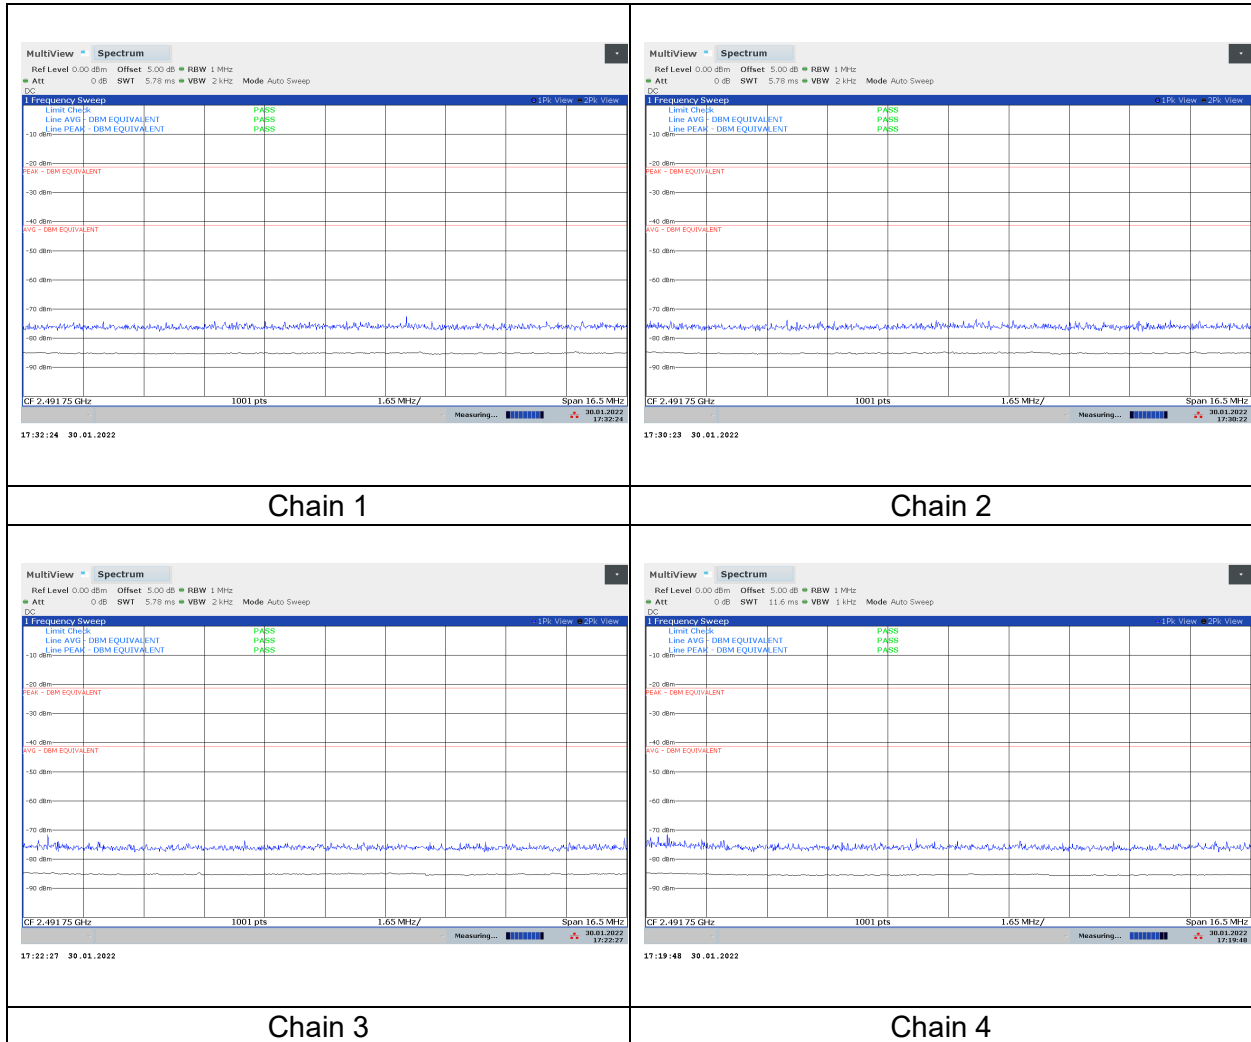 MultiView Spectrum
Ref Level 0.00 dBm Offset 5.00 dB RBW 1 MHz
Att 0 dB SWT 5.78 ms VBW 2 kHz Mode Auto Sweep
DC
1 Frequency Sweep 1Pk View 2Pk View
Limit Check PASS
Line AVG - DBM EQUIVALENT PASS
Line PEAK - DBM EQUIVALENT PASS
-10 dBm
-20 dBm
PEAK - DBM EQUIVALENT
-30 dBm
-40 dBm
AVG - DBM EQUIVALENT
-50 dBm
-60 dBm
-70 dBm
-80 dBm
-90 dBm
CF 2.49175 GHz 1001 pts 1.65 MHz/ Span 16.5 MHz
Measuring... 30.01.2022
17:32:24
17:32:24 30.01.2022
Chain 1
MultiView Spectrum
Ref Level 0.00 dBm Offset 5.00 dB RBW 1 MHz
Att 0 dB SWT 5.78 ms VBW 2 kHz Mode Auto Sweep
DC
1 Frequency Sweep 1Pk View 2Pk View
Limit Check PASS
Line AVG - DBM EQUIVALENT PASS
Line PEAK - DBM EQUIVALENT PASS
-10 dBm
-20 dBm
PEAK - DBM EQUIVALENT
-30 dBm
-40 dBm
AVG - DBM EQUIVALENT
-50 dBm
-60 dBm
-70 dBm
-80 dBm
-90 dBm
CF 2.49175 GHz 1001 pts 1.65 MHz/ Span 16.5 MHz
Measuring... 30.01.2022
17:30:22
17:30:23 30.01.2022
Chain 2
MultiView Spectrum
Ref Level 0.00 dBm Offset 5.00 dB RBW 1 MHz
Att 0 dB SWT 5.78 ms VBW 2 kHz Mode Auto Sweep
DC
1 Frequency Sweep 1Pk View 2Pk View
Limit Check PASS
Line AVG - DBM EQUIVALENT PASS
Line PEAK - DBM EQUIVALENT PASS
-10 dBm
-20 dBm
PEAK - DBM EQUIVALENT
-30 dBm
-40 dBm
AVG - DBM EQUIVALENT
-50 dBm
-60 dBm
-70 dBm
-80 dBm
-90 dBm
CF 2.49175 GHz 1001 pts 1.65 MHz/ Span 16.5 MHz
Measuring... 30.01.2022
17:22:27
17:22:27 30.01.2022
Chain 3
MultiView Spectrum
Ref Level 0.00 dBm Offset 5.00 dB RBW 1 MHz
Att 0 dB SWT 11.6 ms VBW 1 kHz Mode Auto Sweep
DC
1 Frequency Sweep 1Pk View 2Pk View
Limit Check PASS
Line AVG - DBM EQUIVALENT PASS
Line PEAK - DBM EQUIVALENT PASS
-10 dBm
-20 dBm
PEAK - DBM EQUIVALENT
-30 dBm
-40 dBm
AVG - DBM EQUIVALENT
-50 dBm
-60 dBm
-70 dBm
-80 dBm
-90 dBm
CF 2.49175 GHz 1001 pts 1.65 MHz/ Span 16.5 MHz
Measuring... 30.01.2022
17:19:48
17:19:48 30.01.2022
Chain 4